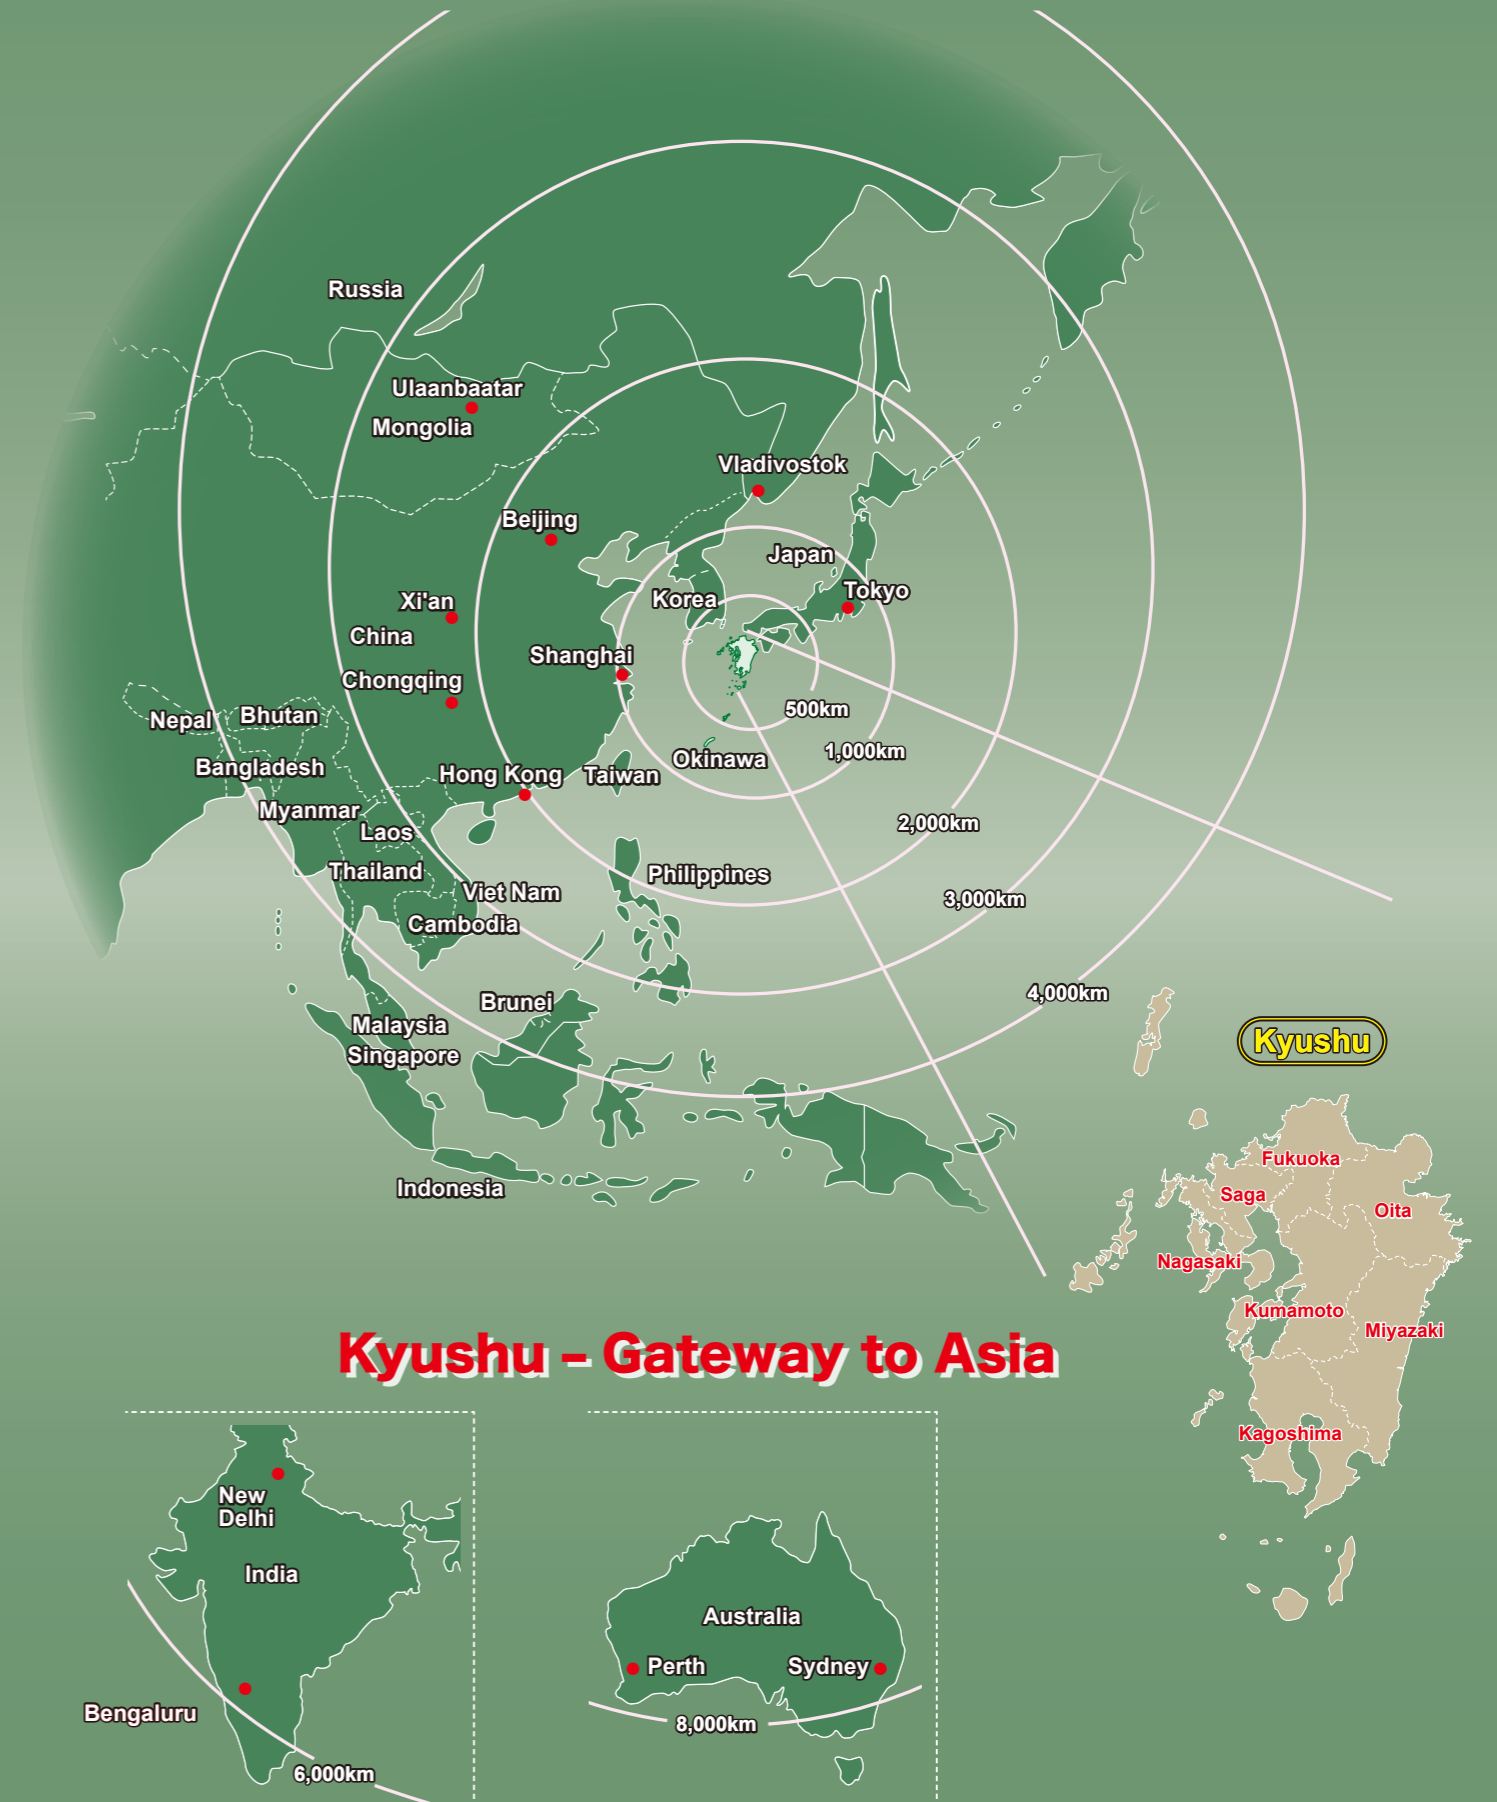 Russia
Ulaanbaatar
Mongolia
Vladivostok
Beijing
Japan
Tokyo
Korea
Xi'an
China
Shanghai
Chongqing
500km
Nepal
Bhutan
1,000km
Okinawa
Bangladesh
Hong Kong
Taiwan
Myanmar
2,000km
Laos
Thailand
Philippines
Viet Nam
3,000km
Cambodia
4,000km
Brunei
Malaysia
Singapore
Indonesia
Kyushu
Fukuoka
Saga
Oita
Nagasaki
Kumamoto
Miyazaki
Kagoshima
Kyushu – Gateway to Asia
New
Delhi
India
Bengaluru
6,000km
Australia
Perth
Sydney
8,000km